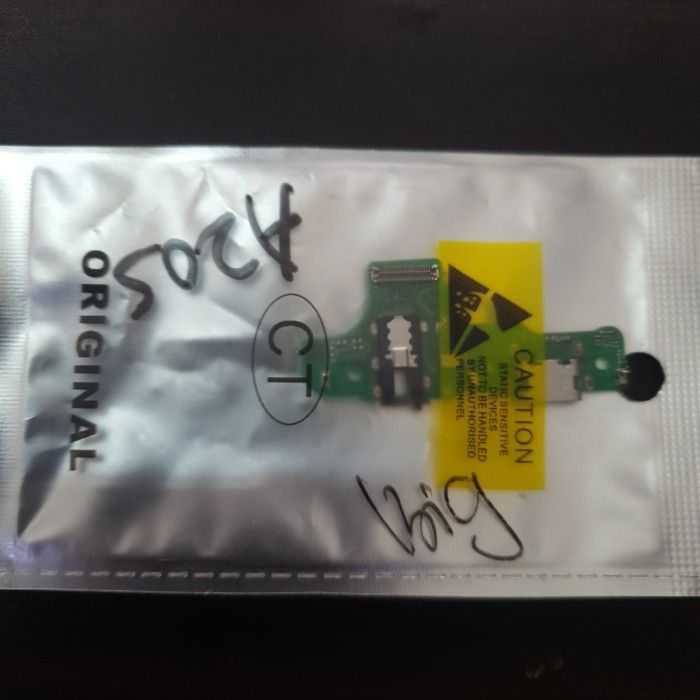 A20s
ORIGINAL
CT
CAUTION
STATIC SENSITIVE
DEVICES
NOT TO BE HANDLED
BY UNAUTHORISED
PERSONNEL
Big